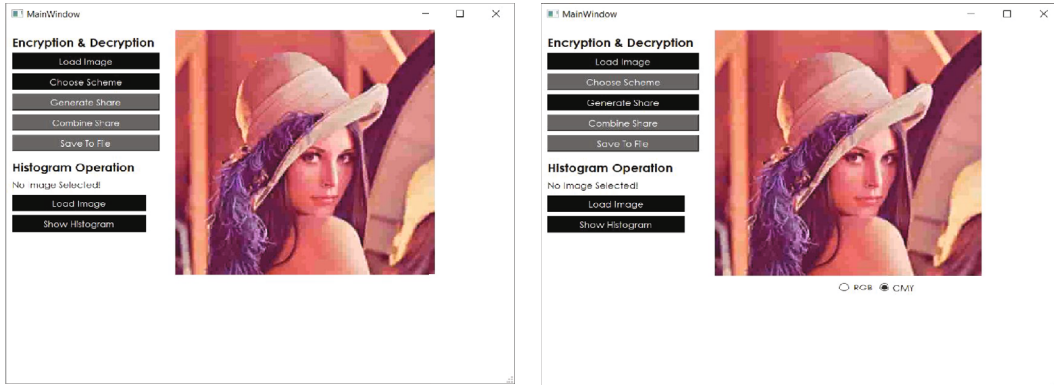 MainWindow
Encryption & Decryption
Load Image
Choose Scheme
Generate Share
Combine Share
Save To File
Histogram Operation
No Image Selected!
Load Image
Show Histogram
MainWindow
Encryption & Decryption
Load Image
Choose Scheme
Generate Share
Combine Share
Save To File
Histogram Operation
No Image Selected!
Load Image
Show Histogram
RGB CMY